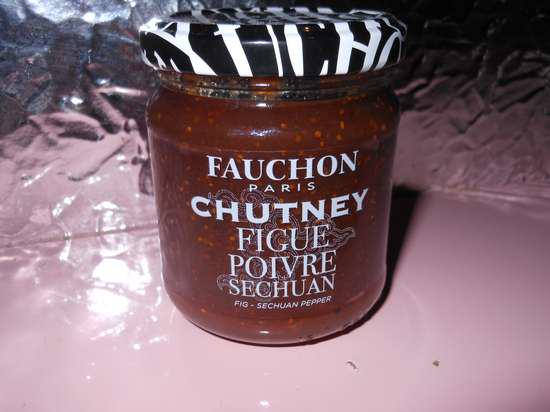 FAUCHON
PARIS
CHUTNEY
FIGUE
POIVRE
SECHUAN
FIG - SECHUAN PEPPER